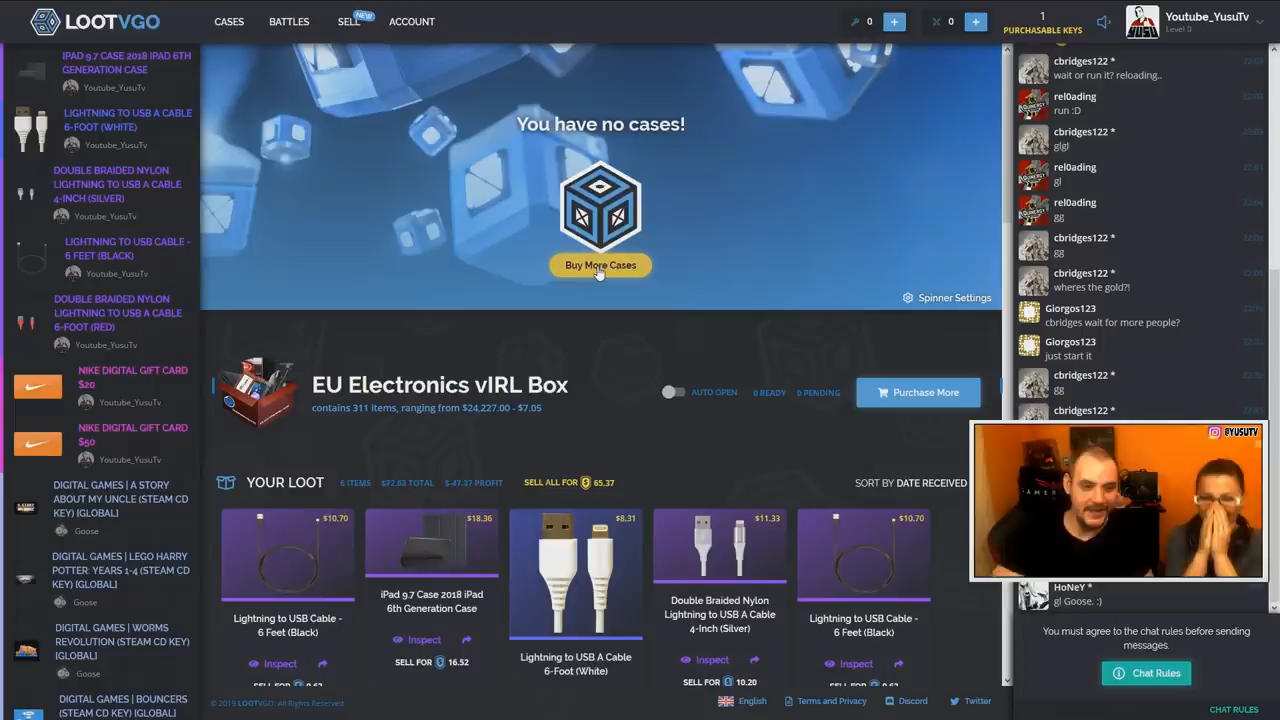 LOOTVGO
CASES
BATTLES
SELL
NEW
ACCOUNT
0
+
0
+
1
PURCHASABLE KEYS
Youtube_YusuTv
Level 0
IPAD 9.7 CASE 2018 IPAD 6TH
GENERATION CASE
Youtube_YusuTv
LIGHTNING TO USB A CABLE
6-FOOT (WHITE)
Youtube_YusuTv
DOUBLE BRAIDED NYLON
LIGHTNING TO USB A CABLE
4-INCH (SILVER)
Youtube_YusuTv
LIGHTNING TO USB CABLE -
6 FEET (BLACK)
Youtube_YusuTv
DOUBLE BRAIDED NYLON
LIGHTNING TO USB A CABLE
6-FOOT (RED)
Youtube_YusuTv
NIKE DIGITAL GIFT CARD
$20
Youtube_YusuTv
NIKE DIGITAL GIFT CARD
$50
Youtube_YusuTv
DIGITAL GAMES | A STORY
ABOUT MY UNCLE (STEAM CD
KEY) [GLOBAL]
Goose
DIGITAL GAMES | LEGO HARRY
POTTER: YEARS 1-4 (STEAM CD
KEY) [GLOBAL]
Goose
DIGITAL GAMES | WORMS
REVOLUTION (STEAM CD KEY)
[GLOBAL]
Goose
DIGITAL GAMES | BOUNCERS
(STEAM CD KEY) [GLOBAL]
You have no cases!
Buy More Cases
Spinner Settings
EU Electronics vIRL Box
contains 311 items, ranging from $24,227.00 - $7.05
AUTO OPEN
0 READY
0 PENDING
Purchase More
YOUR LOOT
6 ITEMS
$72.63 TOTAL
$-47.37 PROFIT
SELL ALL FOR 65.37
SORT BY DATE RECEIVED
$10.70
Lightning to USB Cable -
6 Feet (Black)
Inspect
$18.36
iPad 9.7 Case 2018 iPad
6th Generation Case
Inspect
SELL FOR 16.52
$8.31
Lightning to USB A Cable
6-Foot (White)
$11.33
Double Braided Nylon
Lightning to USB A Cable
4-Inch (Silver)
Inspect
SELL FOR 10.20
$10.70
Lightning to USB Cable -
6 Feet (Black)
Inspect
© 2019 LOOTVGO. All Rights Reserved
English
Terms and Privacy
Discord
Twitter
cbridges122 *
wait or run it? reloading..
rel0ading
run :D
cbridges122 *
glgl
rel0ading
gl
rel0ading
gg
cbridges122 *
gg
cbridges122 *
wheres the gold?!
Giorgos123
cbridges wait for more people?
Giorgos123
just start it
cbridges122 *
gg
cbridges122 *
@YUSUTV
HoNeY *
gl Goose. :)
You must agree to the chat rules before sending
messages.
Chat Rules
CHAT RULES